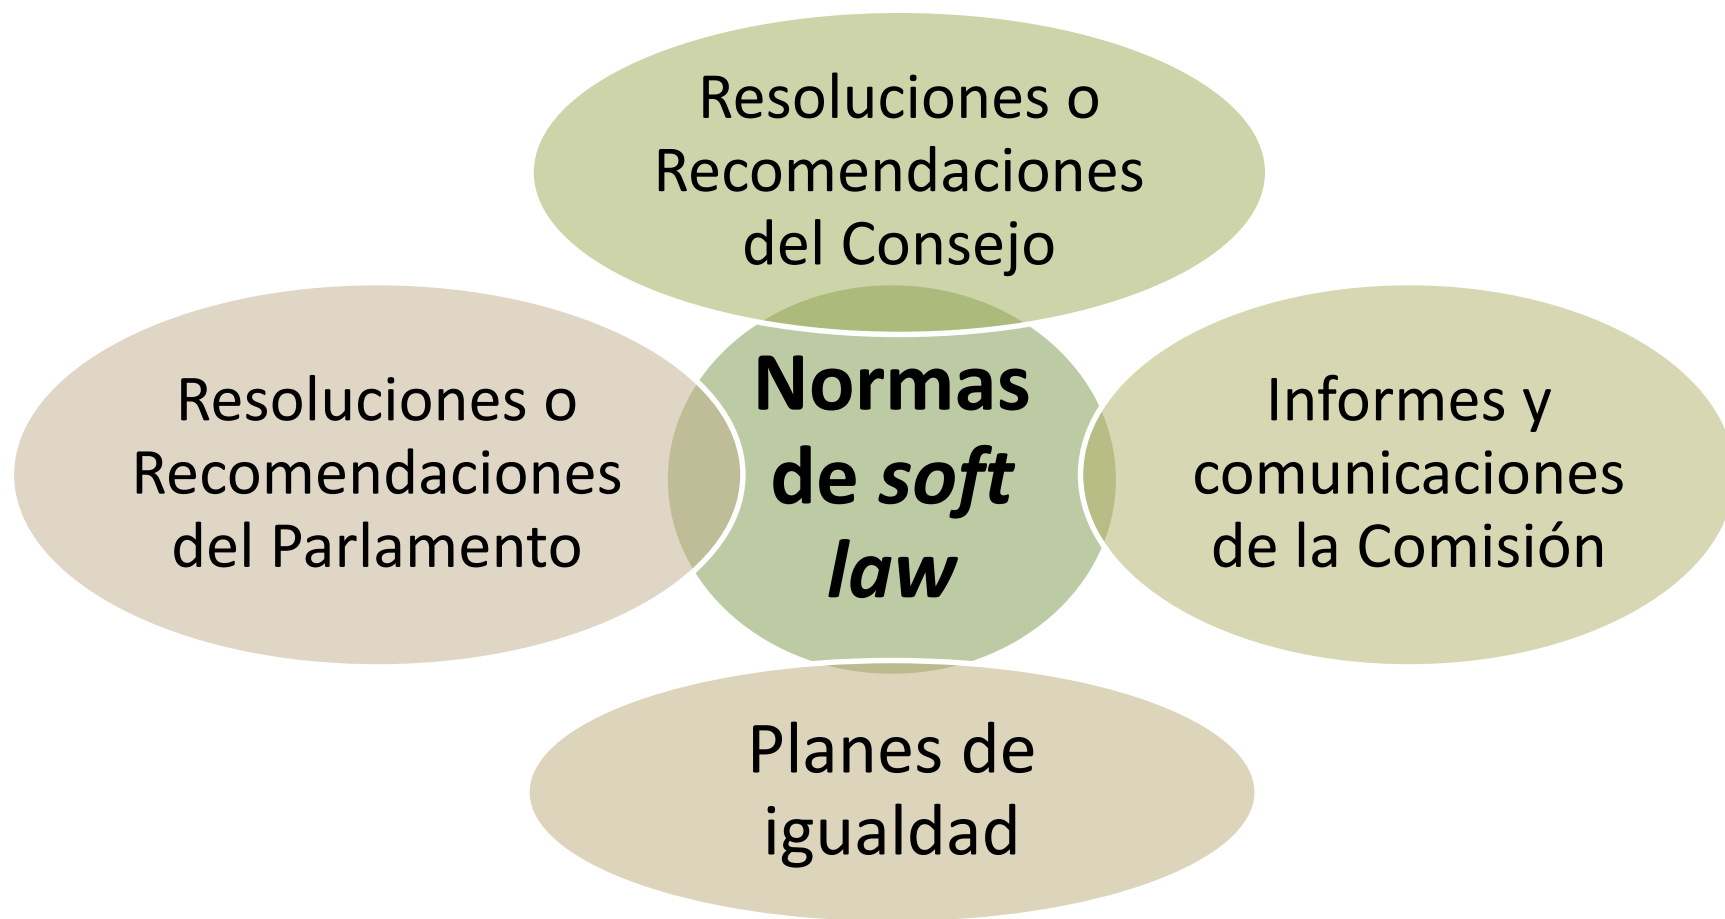 Resoluciones o
Recomendaciones
del Consejo
Resoluciones o
Recomendaciones
del Parlamento
Normas
de soft
law
Informes y
comunicaciones
de la Comisión
Planes de
igualdad